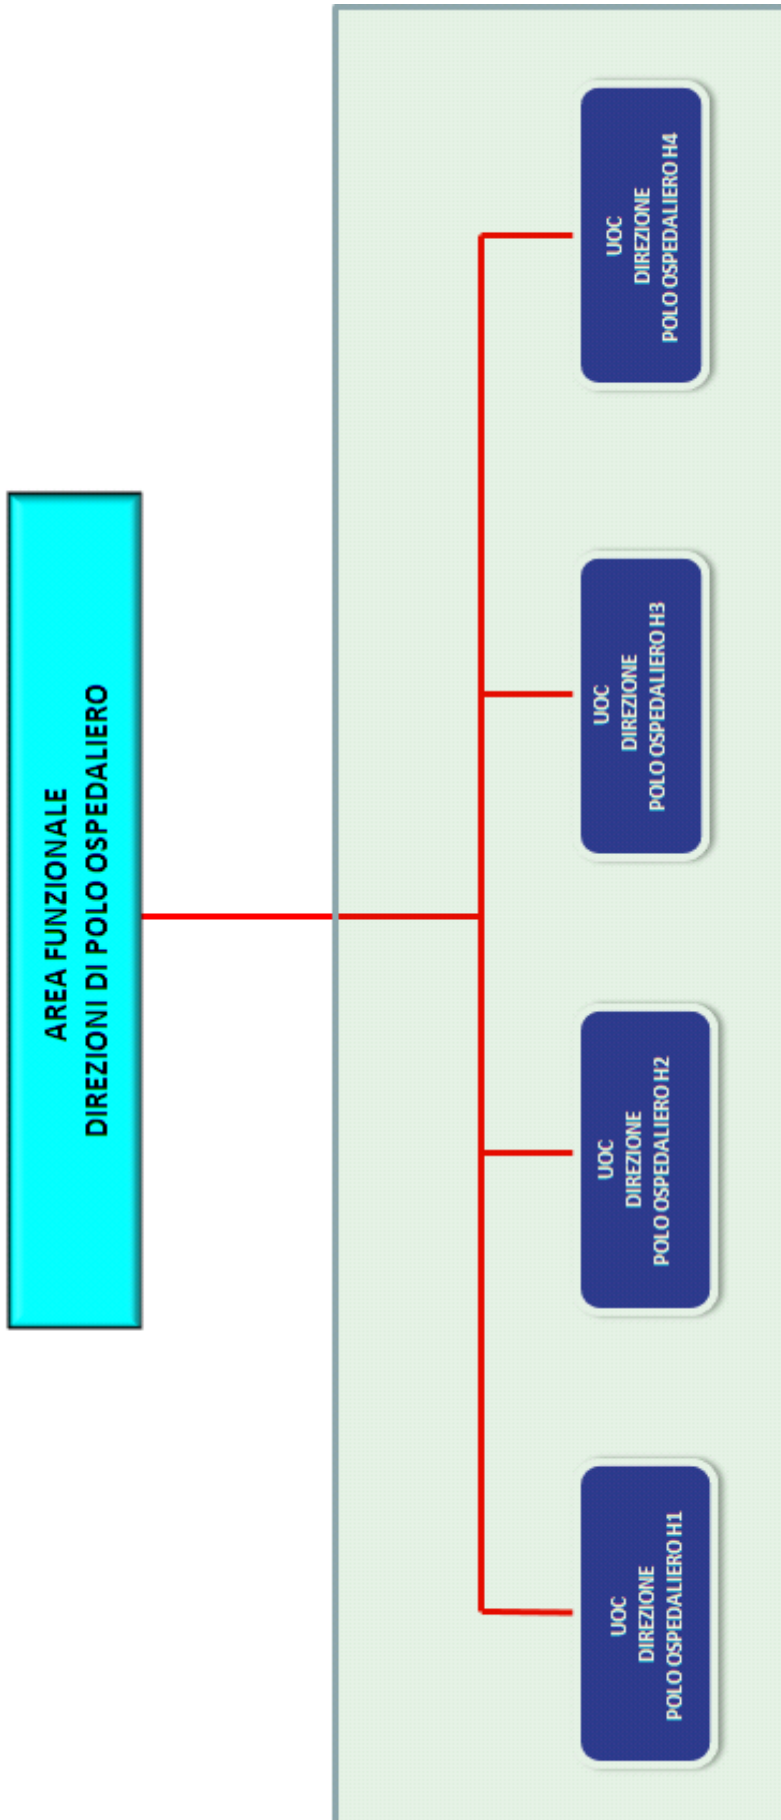 AREA FUNZIONALE
DIREZIONI DI POLO OSPEDALIERO
UOC
DIREZIONE
POLO OSPEDALIERO H1
UOC
DIREZIONE
POLO OSPEDALIERO H2
UOC
DIREZIONE
POLO OSPEDALIERO H3
UOC
DIREZIONE
POLO OSPEDALIERO H4